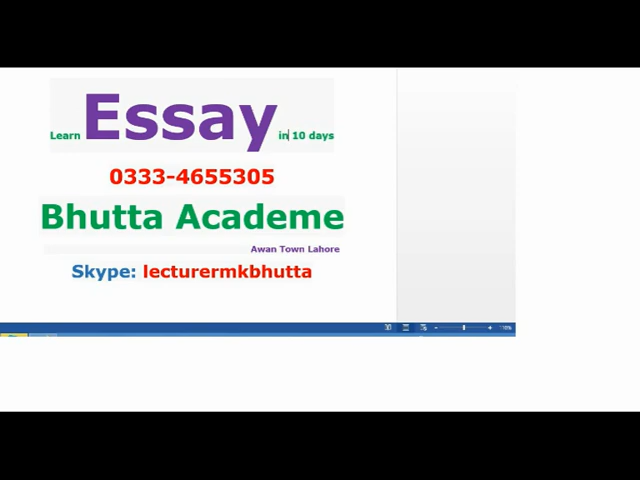 Learn Essay in 10 days
0333-4655305
Bhutta Academe
Awan Town Lahore
Skype: lecturermkbhutta